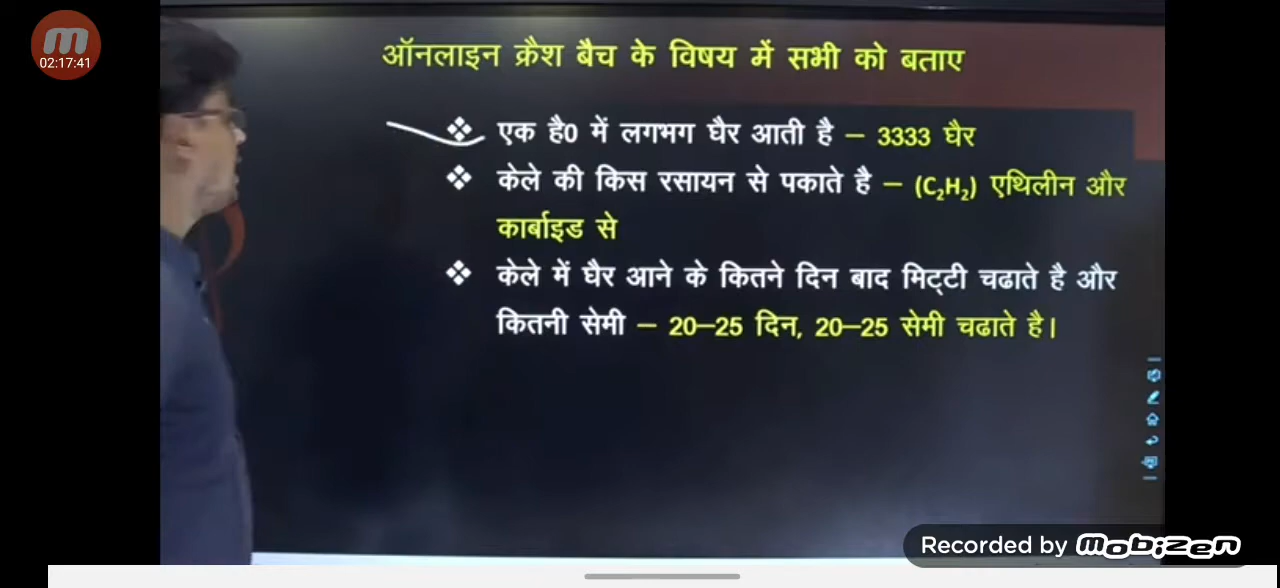 02:17:41
ऑनलाइन क्रैश बैच के विषय में सभी को बताए
❖ एक है0 में लगभग घैर आती है – 3333 घैर
❖ केले की किस रसायन से पकाते है – (C₂H₂) एथिलीन और
कार्बाइड से
❖ केले में घैर आने के कितने दिन बाद मिट्टी चढाते है और
कितनी सेमी – 20–25 दिन, 20–25 सेमी चढाते है।
Recorded by mobizen